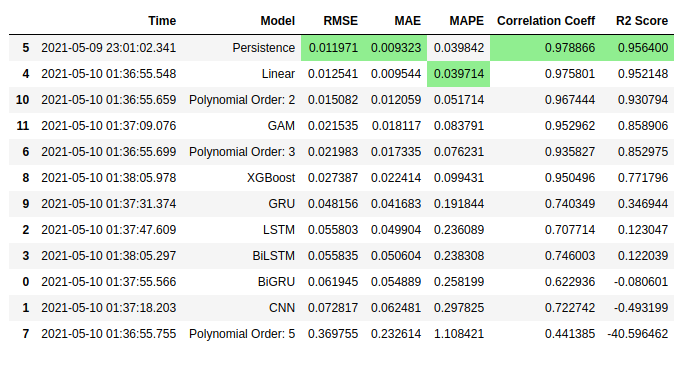 Time Model RMSE MAE MAPE Correlation Coeff R2 Score
5 2021-05-09 23:01:02.341 Persistence 0.011971 0.009323 0.039842 0.978866 0.956400
4 2021-05-10 01:36:55.548 Linear 0.012541 0.009544 0.039714 0.975801 0.952148
10 2021-05-10 01:36:55.659 Polynomial Order: 2 0.015082 0.012059 0.051714 0.967444 0.930794
11 2021-05-10 01:37:09.076 GAM 0.021535 0.018117 0.083791 0.952962 0.858906
6 2021-05-10 01:36:55.699 Polynomial Order: 3 0.021983 0.017335 0.076231 0.935827 0.852975
8 2021-05-10 01:38:05.978 XGBoost 0.027387 0.022414 0.099431 0.950496 0.771796
9 2021-05-10 01:37:31.374 GRU 0.048156 0.041683 0.191844 0.740349 0.346944
2 2021-05-10 01:37:47.609 LSTM 0.055803 0.049904 0.236089 0.707714 0.123047
3 2021-05-10 01:38:05.297 BiLSTM 0.055835 0.050604 0.238308 0.746003 0.122039
0 2021-05-10 01:37:55.566 BiGRU 0.061945 0.054889 0.258199 0.622936 -0.080601
1 2021-05-10 01:37:18.203 CNN 0.072817 0.062481 0.297825 0.722742 -0.493199
7 2021-05-10 01:36:55.755 Polynomial Order: 5 0.369755 0.232614 1.108421 0.441385 -40.596462